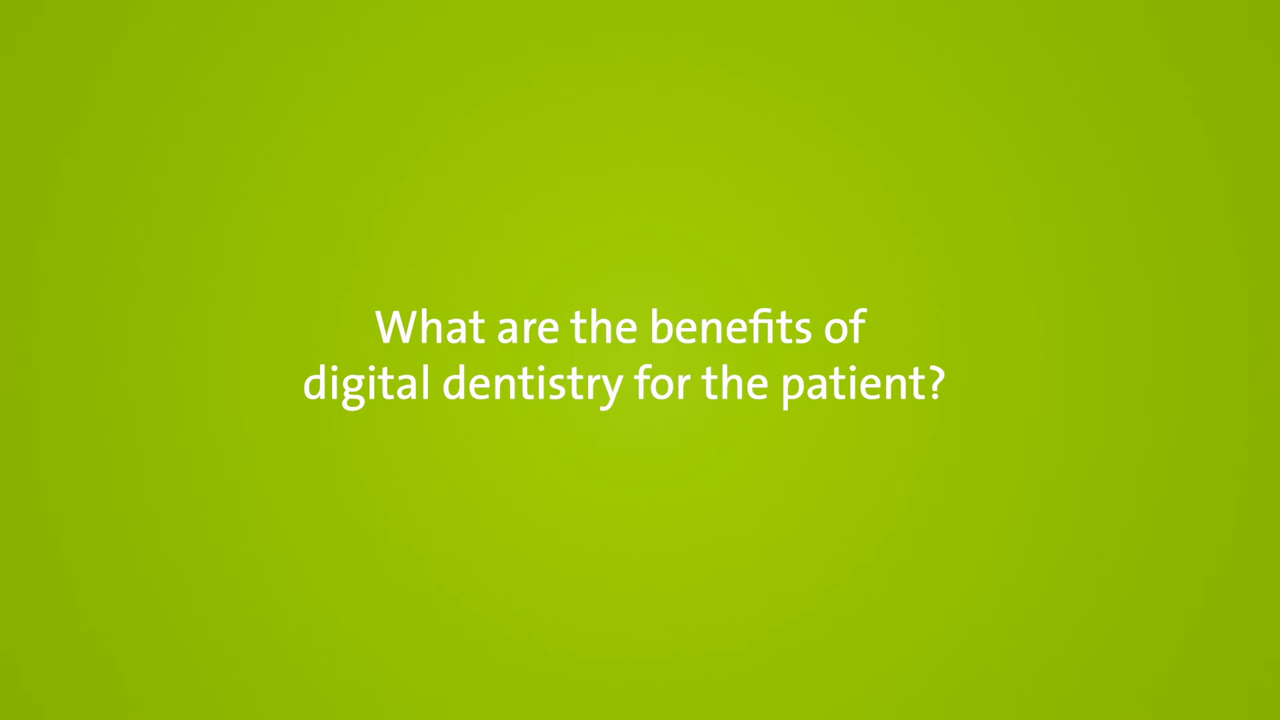 What are the benefits of
digital dentistry for the patient?